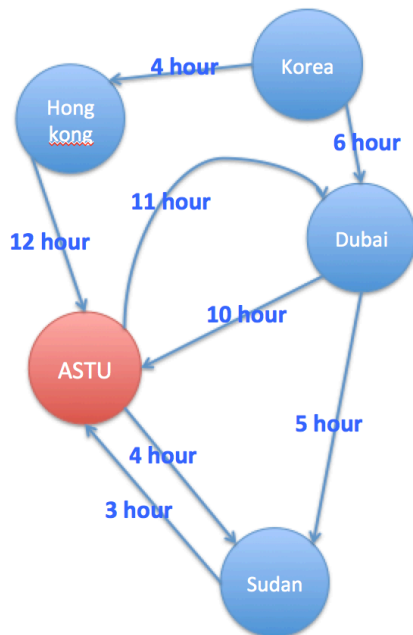 4 hour
Korea
Hong
kong
6 hour
11 hour
12 hour
Dubai
10 hour
ASTU
5 hour
4 hour
3 hour
Sudan